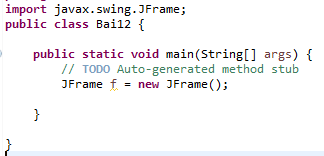 import javax.swing.JFrame;
public class Bai12 {
public static void main(String[] args) {
// TODO Auto-generated method stub
JFrame f = new JFrame();
}
}